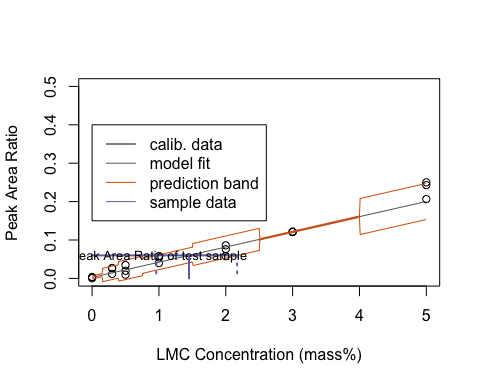 0.5
0.4
0.3
0.2
0.1
0.0
Peak Area Ratio
calib. data
model fit
prediction band
sample data
eak Area Ratio of test sample
0 1 2 3 4 5
LMC Concentration (mass%)